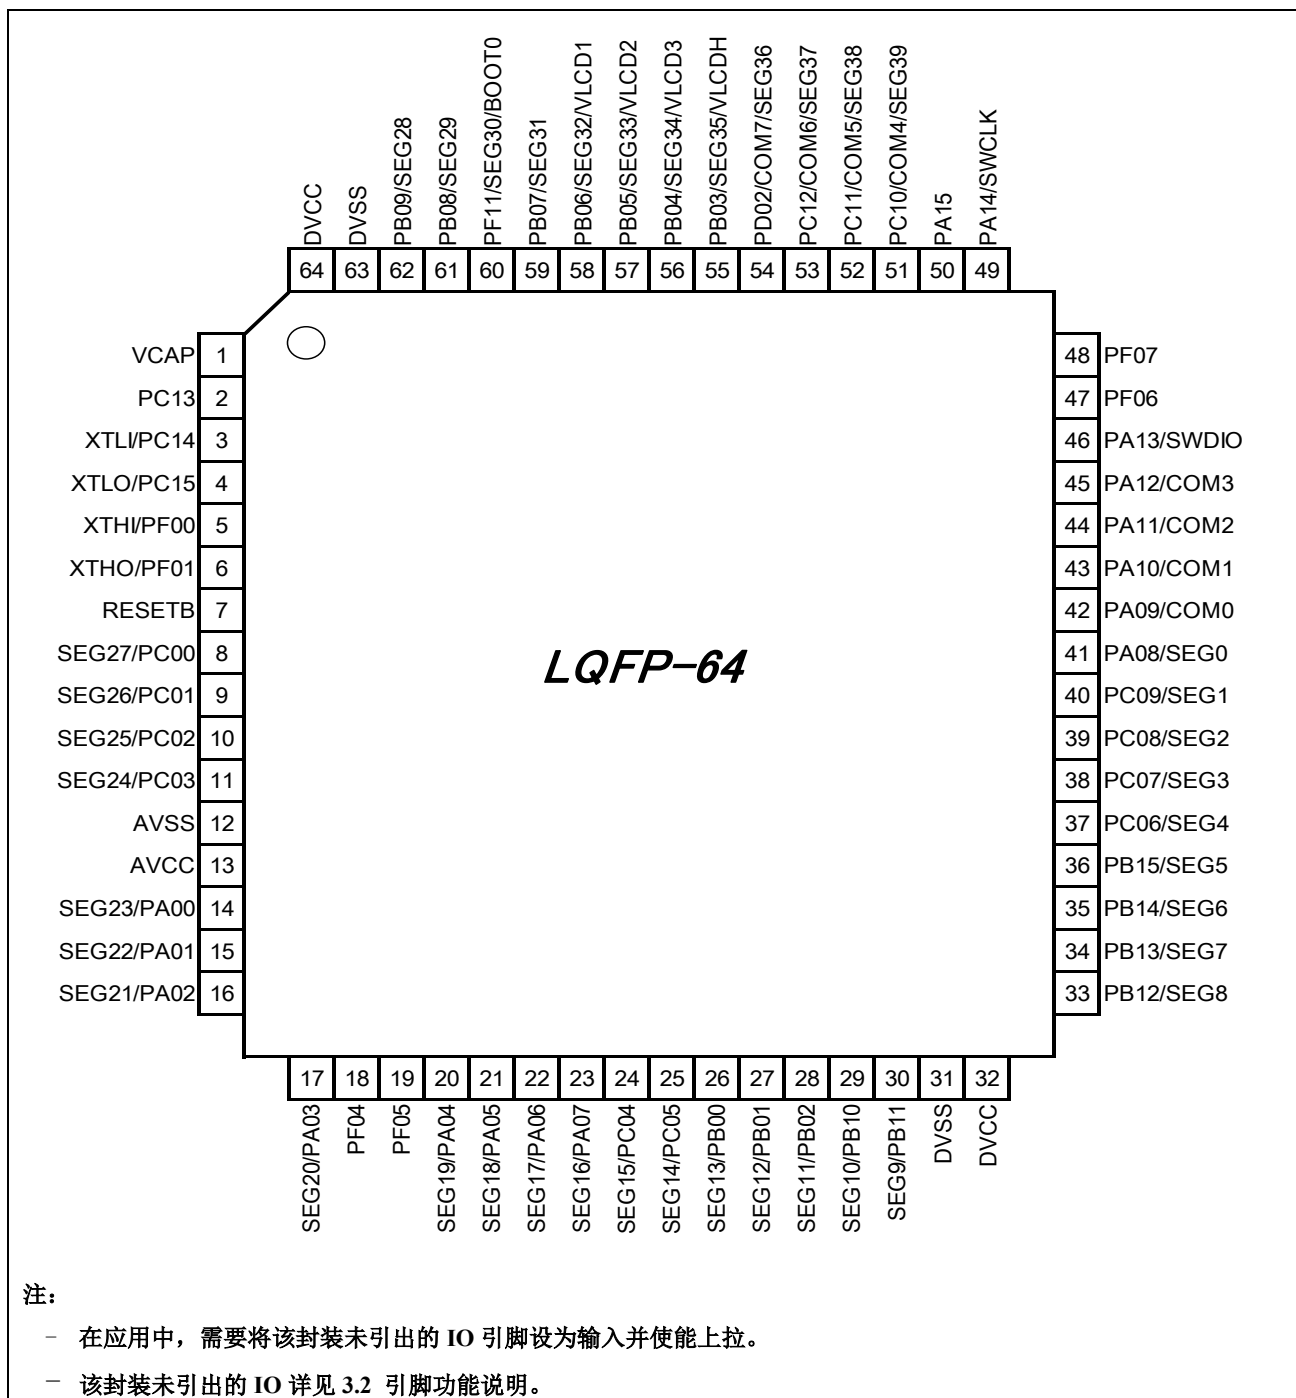 DVCC
DVSS
PB09/SEG28
PB08/SEG29
PF11/SEG30/BOOT0
PB07/SEG31
PB06/SEG32/VLCD1
PB05/SEG33/VLCD2
PB04/SEG34/VLCD3
PB03/SEG35/VLCDH
PD02/COM7/SEG36
PC12/COM6/SEG37
PC11/COM5/SEG38
PC10/COM4/SEG39
PA15
PA14/SWCLK
64 63 62 61 60 59 58 57 56 55 54 53 52 51 50 49
VCAP 1
PC13 2
XTLI/PC14 3
XTLO/PC15 4
XTHI/PF00 5
XTHO/PF01 6
RESETB 7
SEG27/PC00 8
SEG26/PC01 9
SEG25/PC02 10
SEG24/PC03 11
AVSS 12
AVCC 13
SEG23/PA00 14
SEG22/PA01 15
SEG21/PA02 16
LQFP-64
48 PF07
47 PF06
46 PA13/SWDIO
45 PA12/COM3
44 PA11/COM2
43 PA10/COM1
42 PA09/COM0
41 PA08/SEG0
40 PC09/SEG1
39 PC08/SEG2
38 PC07/SEG3
37 PC06/SEG4
36 PB15/SEG5
35 PB14/SEG6
34 PB13/SEG7
33 PB12/SEG8
17 18 19 20 21 22 23 24 25 26 27 28 29 30 31 32
SEG20/PA03
PF04
PF05
SEG19/PA04
SEG18/PA05
SEG17/PA06
SEG16/PA07
SEG15/PC04
SEG14/PC05
SEG13/PB00
SEG12/PB01
SEG11/PB02
SEG10/PB10
SEG9/PB11
DVSS
DVCC
注：
－ 在应用中，需要将该封装未引出的 IO 引脚设为输入并使能上拉。
－ 该封装未引出的 IO 详见 3.2 引脚功能说明。